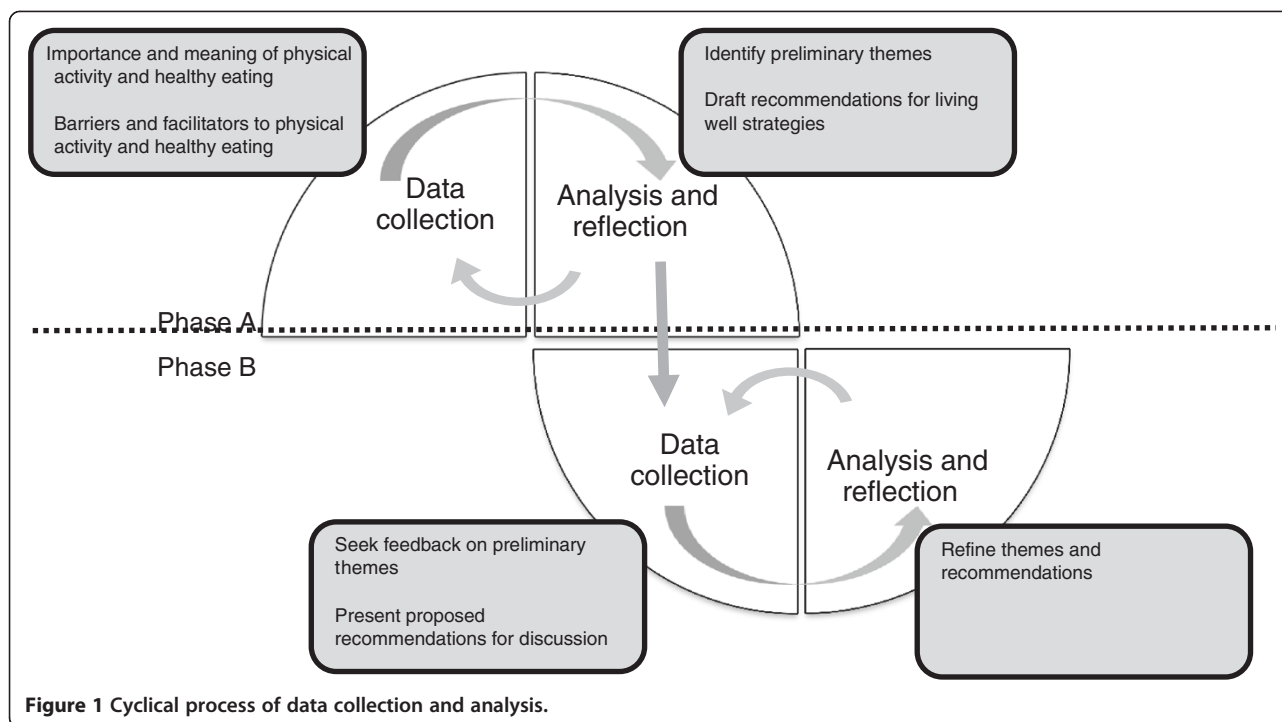 Importance and meaning of physical
activity and healthy eating
Barriers and facilitators to physical
activity and healthy eating
Identify preliminary themes
Draft recommendations for living
well strategies
Data
collection
Analysis and
reflection
Phase A
Phase B
Data
collection
Analysis and
reflection
Seek feedback on preliminary
themes
Present proposed
recommendations for discussion
Refine themes and
recommendations
Figure 1 Cyclical process of data collection and analysis.